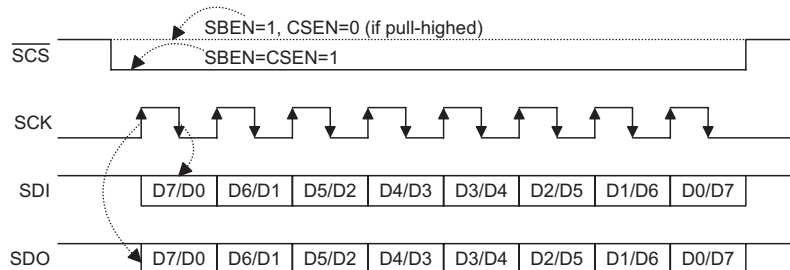 SBEN=1, CSEN=0 (if pull-highed)
SCS
SBEN=CSEN=1
SCK
SDI D7/D0 D6/D1 D5/D2 D4/D3 D3/D4 D2/D5 D1/D6 D0/D7
SDO D7/D0 D6/D1 D5/D2 D4/D3 D3/D4 D2/D5 D1/D6 D0/D7